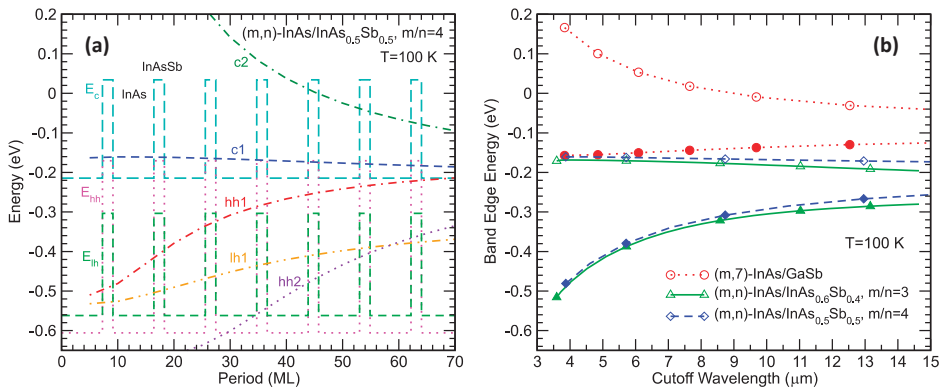 (a)
(m,n)-InAs/InAs0.5Sb0.5, m/n=4
T=100 K
InAsSb
InAs
Ec
Ehh
Elh
c2
c1
hh1
lh1
hh2
0.2
0.1
0
-0.1
-0.2
-0.3
-0.4
-0.5
-0.6
Energy (eV)
0 10 20 30 40 50 60 70
Period (ML)
(b)
0.2
0.1
0
-0.1
-0.2
-0.3
-0.4
-0.5
-0.6
Band Edge Energy (eV)
T=100 K
(m,7)-InAs/GaSb
(m,n)-InAs/InAs0.6Sb0.4, m/n=3
(m,n)-InAs/InAs0.5Sb0.5, m/n=4
3 4 5 6 7 8 9 10 11 12 13 14 15
Cutoff Wavelength (μm)